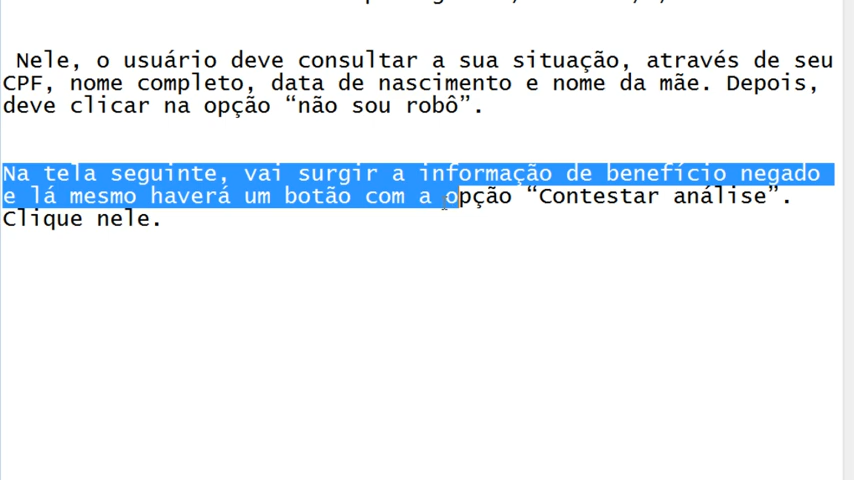 Nele, o usuário deve consultar a sua situação, através de seu
CPF, nome completo, data de nascimento e nome da mãe. Depois,
deve clicar na opção “não sou robô”.
Na tela seguinte, vai surgir a informação de benefício negado
e lá mesmo haverá um botão com a opção “Contestar análise”.
Clique nele.